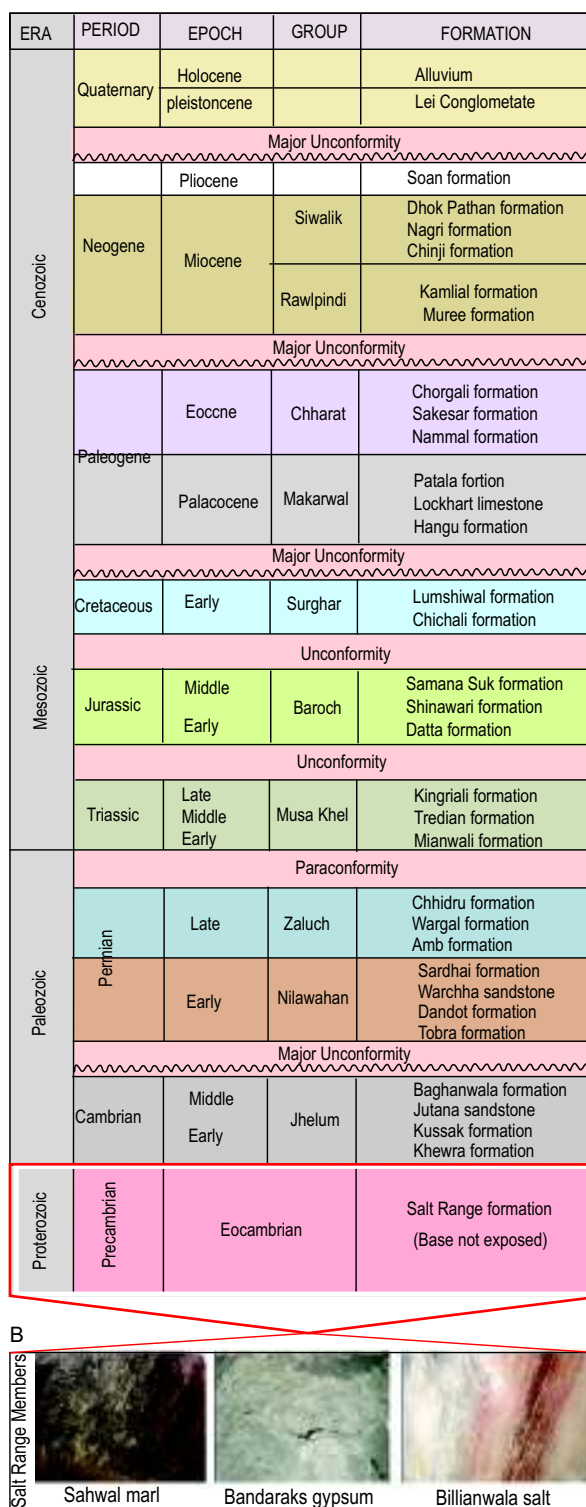 ERA PERIOD EPOCH GROUP FORMATION
Cenozoic
Quaternary
Holocene
Alluvium
pleistoncene
Lei Conglometate
Major Unconformity
Pliocene
Soan formation
Neogene
Miocene
Siwalik
Dhok Pathan formation
Nagri formation
Chinji formation
Rawlpindi
Kamlial formation
Muree formation
Major Unconformity
Paleogene
Eoccne
Chharat
Chorgali formation
Sakesar formation
Nammal formation
Palacocene
Makarwal
Patala fortion
Lockhart limestone
Hangu formation
Major Unconformity
Mesozoic
Cretaceous
Early
Surghar
Lumshiwal formation
Chichali formation
Unconformity
Jurassic
Middle
Early
Baroch
Samana Suk formation
Shinawari formation
Datta formation
Unconformity
Triassic
Late
Middle
Early
Musa Khel
Kingriali formation
Tredian formation
Mianwali formation
Paleozoic
Paraconformity
Permian
Late
Zaluch
Chhidru formation
Wargal formation
Amb formation
Early
Nilawahan
Sardhai formation
Warchha sandstone
Dandot formation
Tobra formation
Major Unconformity
Cambrian
Middle
Early
Jhelum
Baghanwala formation
Jutana sandstone
Kussak formation
Khewra formation
Proterozoic
Precambrian
Eocambrian
Salt Range formation
(Base not exposed)
B
Salt Range Members
Sahwal marl
Bandaraks gypsum
Billianwala salt